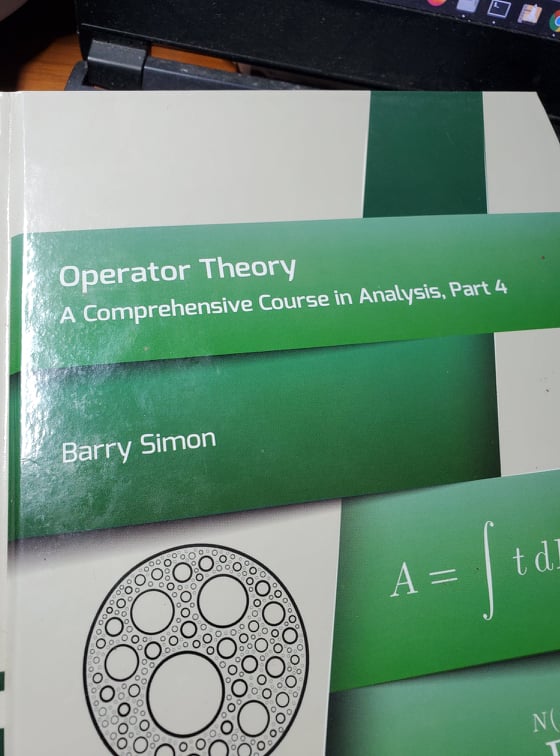 Operator Theory
A Comprehensive Course in Analysis, Part 4
Barry Simon
A = ∫ t d
N(